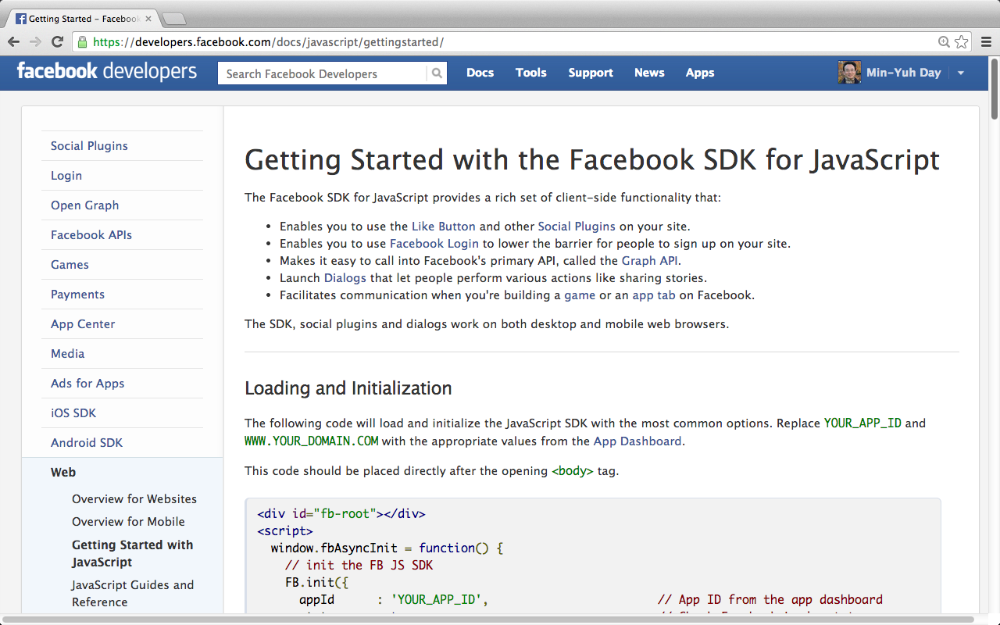 Getting Started – Facebook
https://developers.facebook.com/docs/javascript/gettingstarted/
facebook developers
Search Facebook Developers
Docs
Tools
Support
News
Apps
Min-Yuh Day
Social Plugins
Login
Open Graph
Facebook APIs
Games
Payments
App Center
Media
Ads for Apps
iOS SDK
Android SDK
Web
Overview for Websites
Overview for Mobile
Getting Started with
JavaScript
JavaScript Guides and
Reference
Getting Started with the Facebook SDK for JavaScript
The Facebook SDK for JavaScript provides a rich set of client-side functionality that:
• Enables you to use the Like Button and other Social Plugins on your site.
• Enables you to use Facebook Login to lower the barrier for people to sign up on your site.
• Makes it easy to call into Facebook's primary API, called the Graph API.
• Launch Dialogs that let people perform various actions like sharing stories.
• Facilitates communication when you're building a game or an app tab on Facebook.
The SDK, social plugins and dialogs work on both desktop and mobile web browsers.
Loading and Initialization
The following code will load and initialize the JavaScript SDK with the most common options. Replace YOUR_APP_ID and
WWW.YOUR_DOMAIN.COM with the appropriate values from the App Dashboard.
This code should be placed directly after the opening <body> tag.
<div id="fb-root"></div>
<script>
window.fbAsyncInit = function() {
// init the FB JS SDK
FB.init({
appId : 'YOUR_APP_ID', // App ID from the app dashboard